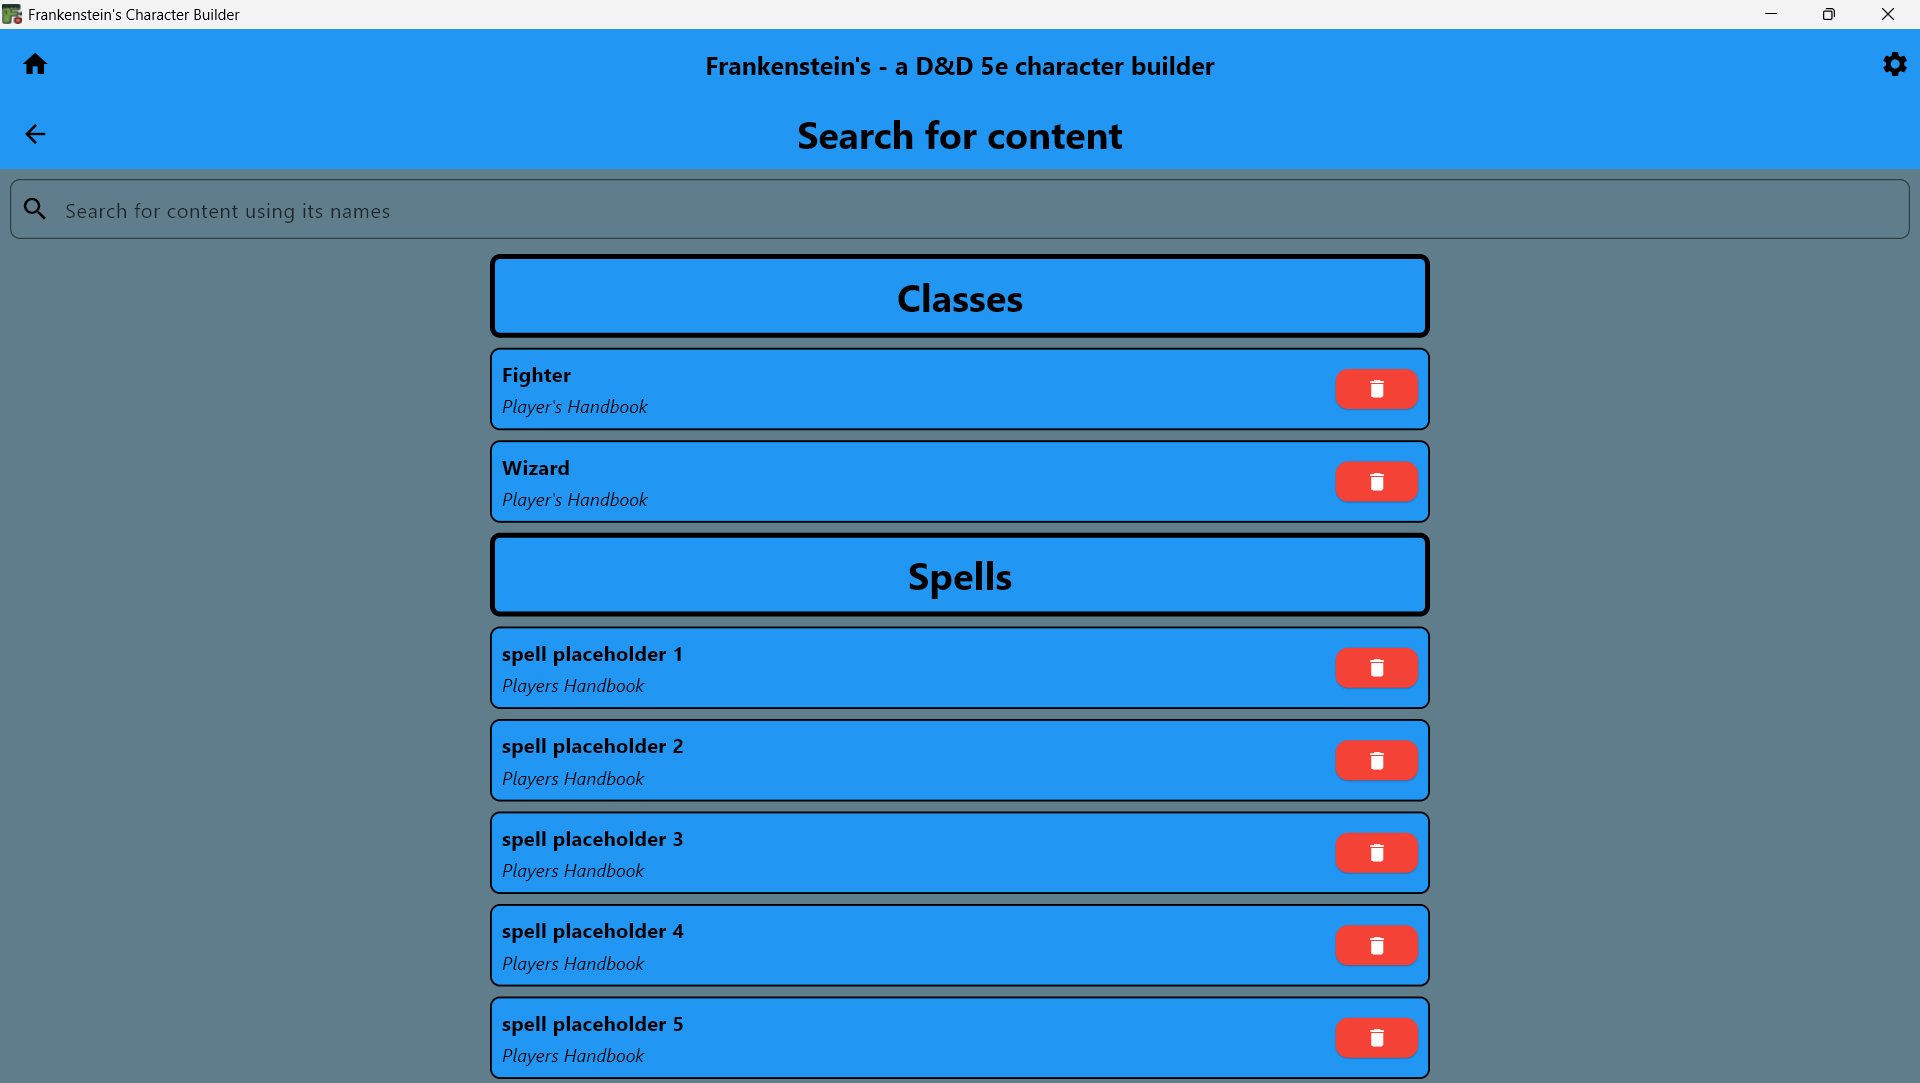 Frankenstein's Character Builder
Frankenstein's - a D&D 5e character builder
Search for content
Search for content using its names
Classes
Fighter
Player's Handbook
Wizard
Player's Handbook
Spells
spell placeholder 1
Players Handbook
spell placeholder 2
Players Handbook
spell placeholder 3
Players Handbook
spell placeholder 4
Players Handbook
spell placeholder 5
Players Handbook